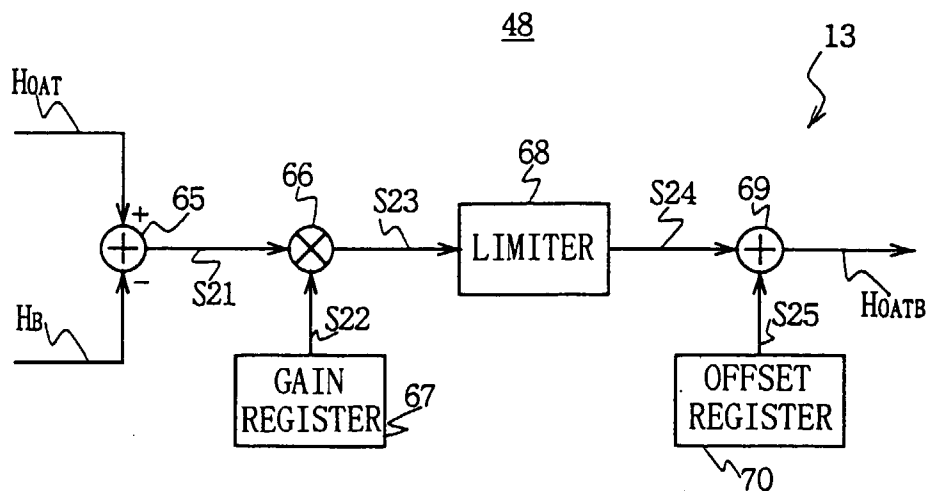 48
13
HOAT
65
+
−
66
S23
68
LIMITER
S24
69
S21
S22
HB
GAIN
REGISTER
67
S25
HOATB
OFFSET
REGISTER
70